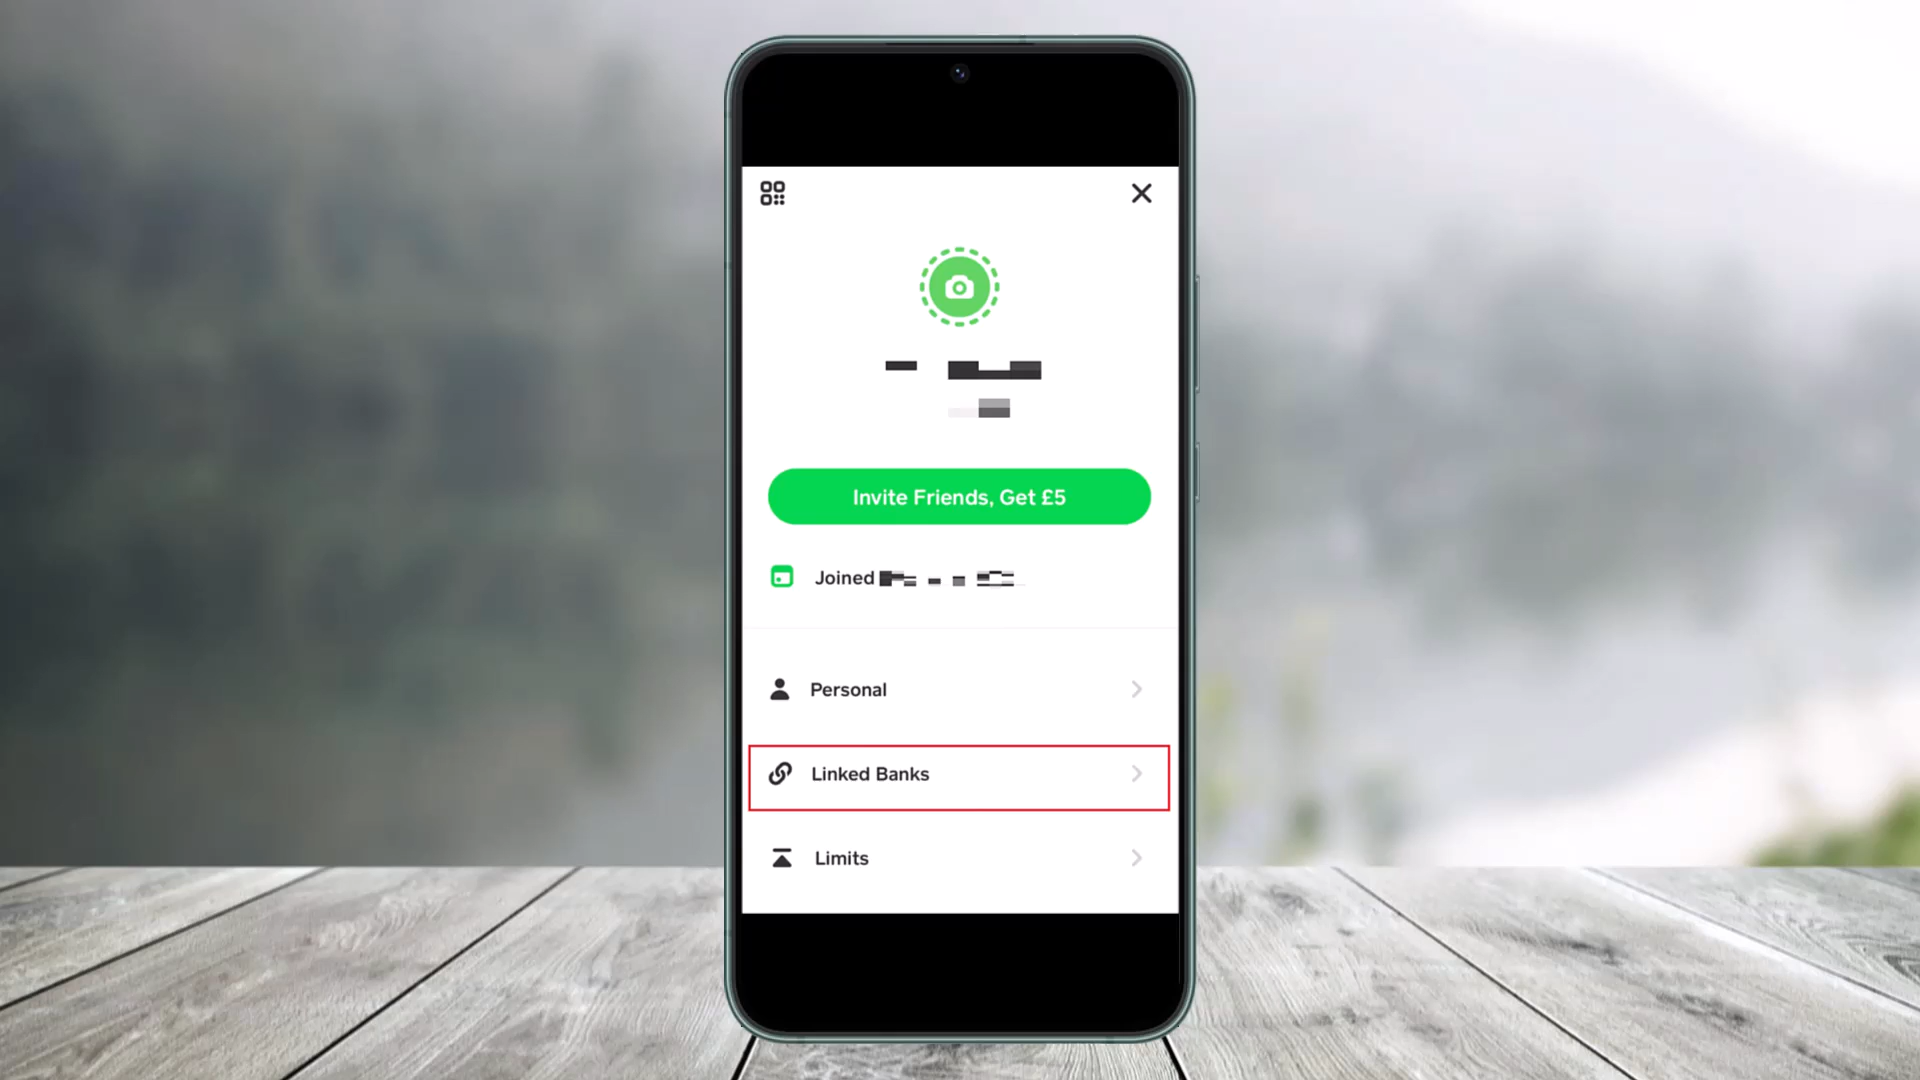 Invite Friends, Get £5
Joined
Personal
Linked Banks
Limits